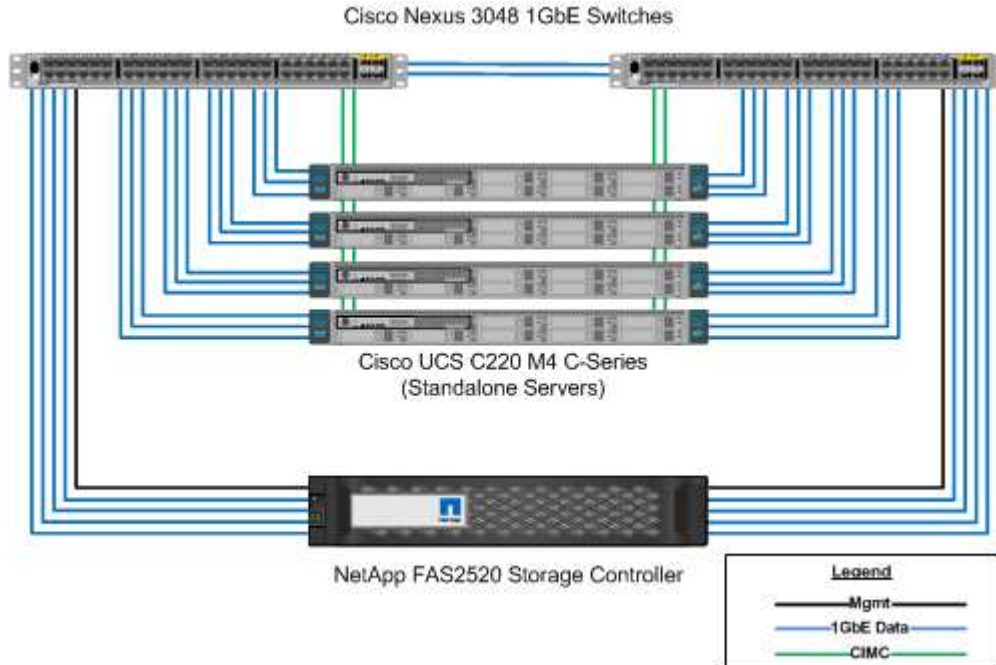 Cisco Nexus 3048 1GbE Switches
Cisco UCS C220 M4 C-Series
(Standalone Servers)
NetApp FAS2520 Storage Controller
Legend
Mgmt
1GbE Data
CIMC